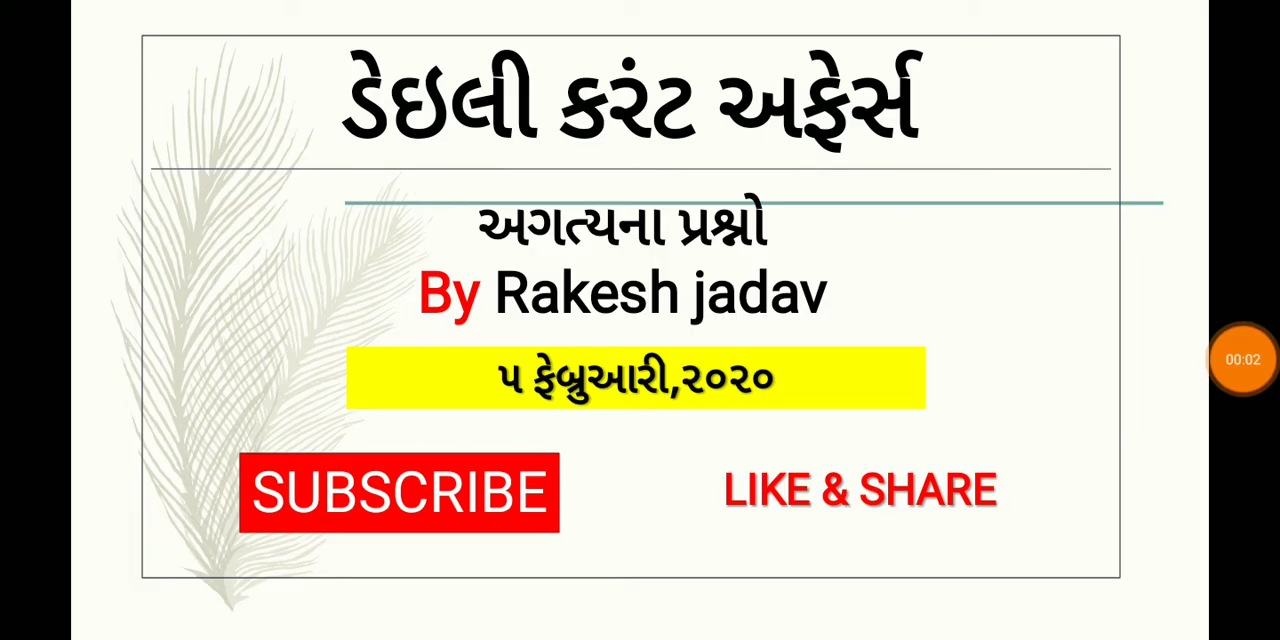 ડેઇલી કરંટ અફેર્સ
અગત્યના પ્રશ્નો
By Rakesh jadav
૫ ફેબ્રુઆરી,૨૦૨૦
SUBSCRIBE
LIKE & SHARE
00:02